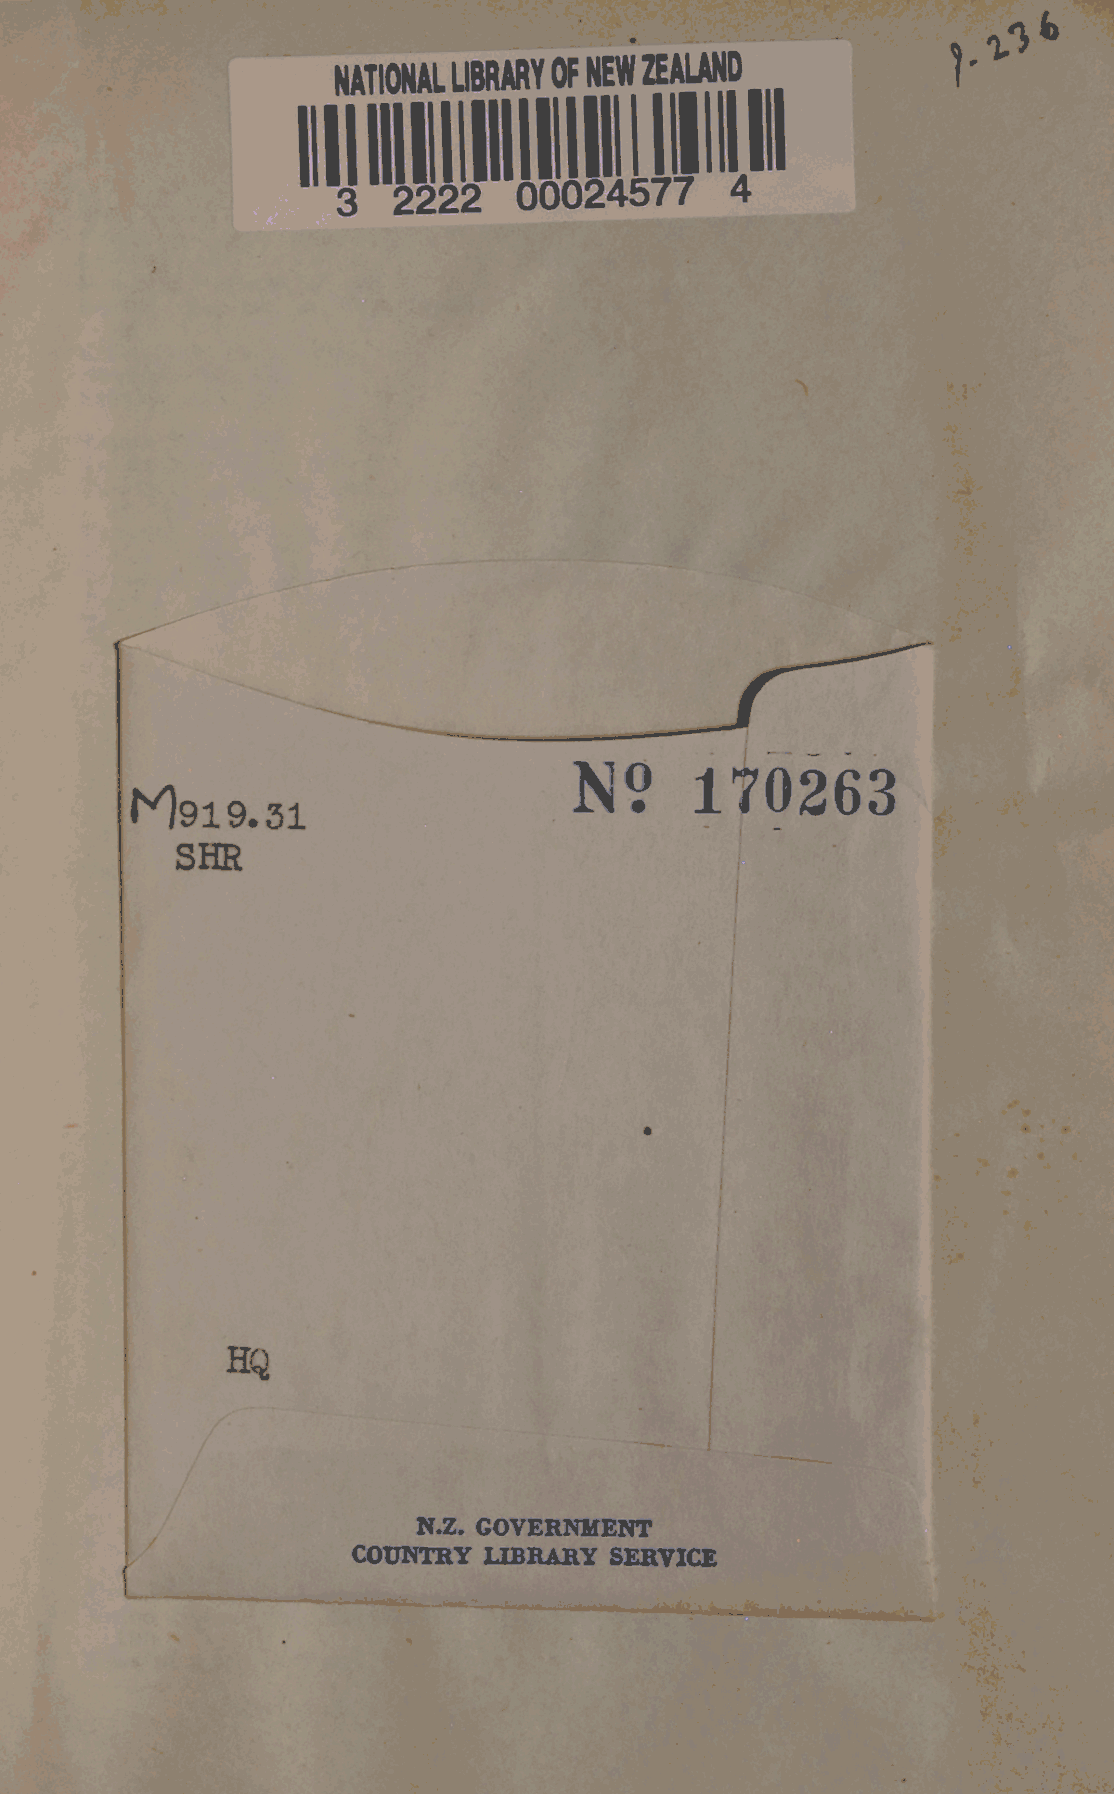 p. 236
NATIONAL LIBRARY OF NEW ZEALAND
3 2222 00024577 4
Nº 170263
M919.31
SHR
HQ
N.Z. GOVERNMENT
COUNTRY LIBRARY SERVICE